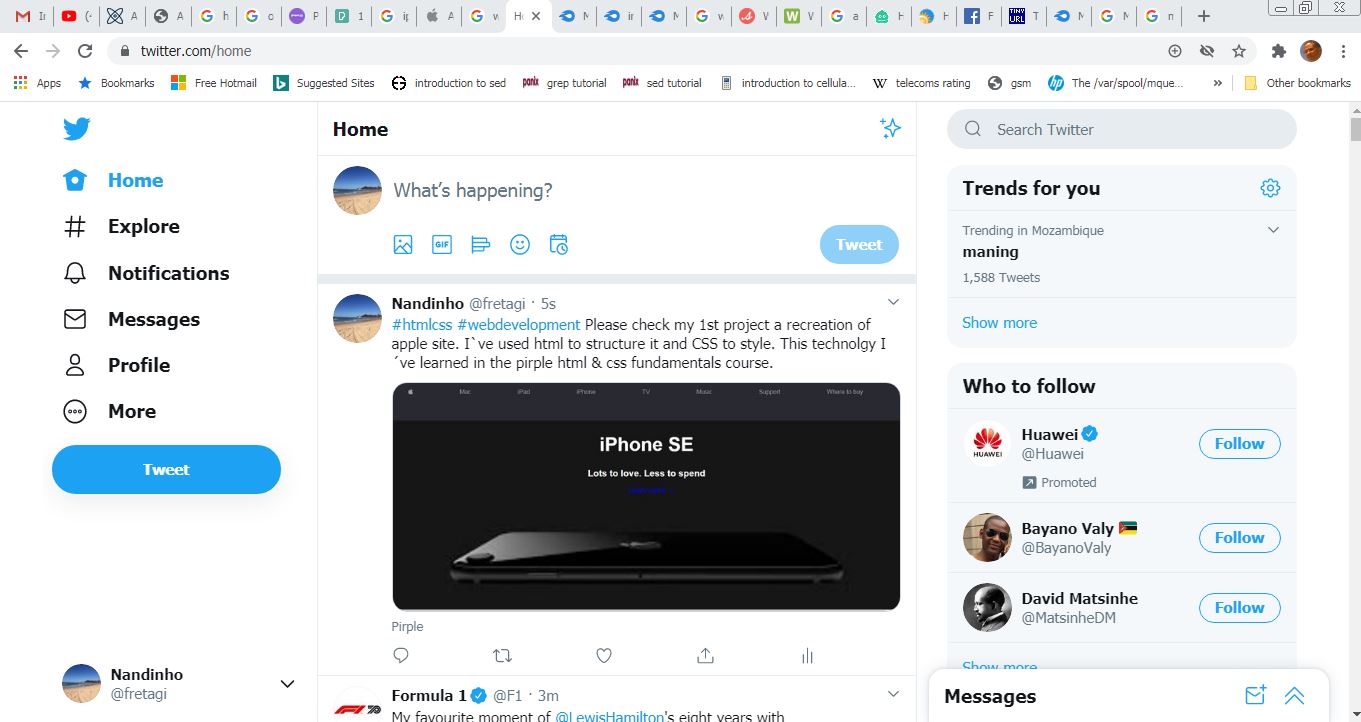 twitter.com/home
Apps
Bookmarks
Free Hotmail
Suggested Sites
introduction to sed
panix
grep tutorial
panix
sed tutorial
introduction to cellula...
telecoms rating
gsm
The /var/spool/mque...
»
Other bookmarks
Home
Explore
Notifications
Messages
Profile
More
Tweet
Nandinho
@fretagi
Home
What's happening?
GIF
Tweet
Nandinho @fretagi · 5s
#htmlcss #webdevelopment Please check my 1st project a recreation of
apple site. I`ve used html to structure it and CSS to style. This technolgy I
´ve learned in the pirple html & css fundamentals course.
Mac iPad iPhone TV Music Support Where to buy
iPhone SE
Lots to love. Less to spend
Pirple
Formula 1 @F1 · 3m
My favourite moment of @LewisHamilton's eight years with
Search Twitter
Trends for you
Trending in Mozambique
maning
1,588 Tweets
Show more
Who to follow
HUAWEI
Huawei
@Huawei
Promoted
Follow
Bayano Valy
@BayanoValy
Follow
David Matsinhe
@MatsinheDM
Follow
Show more
Messages